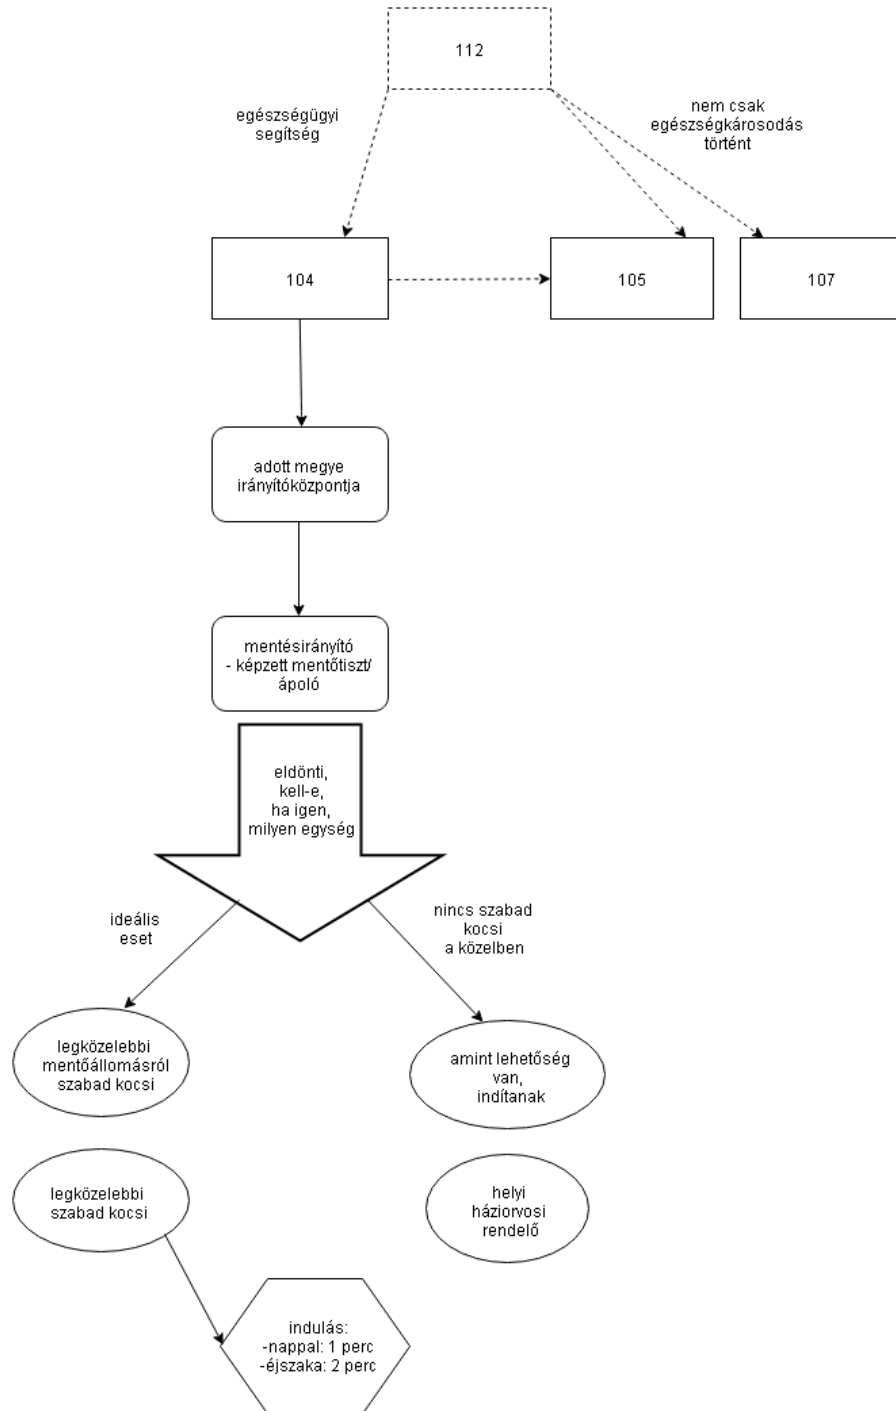 112
egészségügyi
segítség
nem csak
egészségkárosodás
történt
104
105
107
adott megye
irányítóközpontja
mentésirányító
- képzett mentőtiszt/
ápoló
eldönti,
kell-e,
ha igen,
milyen egység
ideális
eset
nincs szabad
kocsi
a közelben
legközelebbi
mentőállomásról
szabad kocsi
amint lehetőség
van,
indítanak
legközelebbi
szabad kocsi
helyi
háziorvosi
rendelő
indulás:
-nappal: 1 perc
-éjszaka: 2 perc